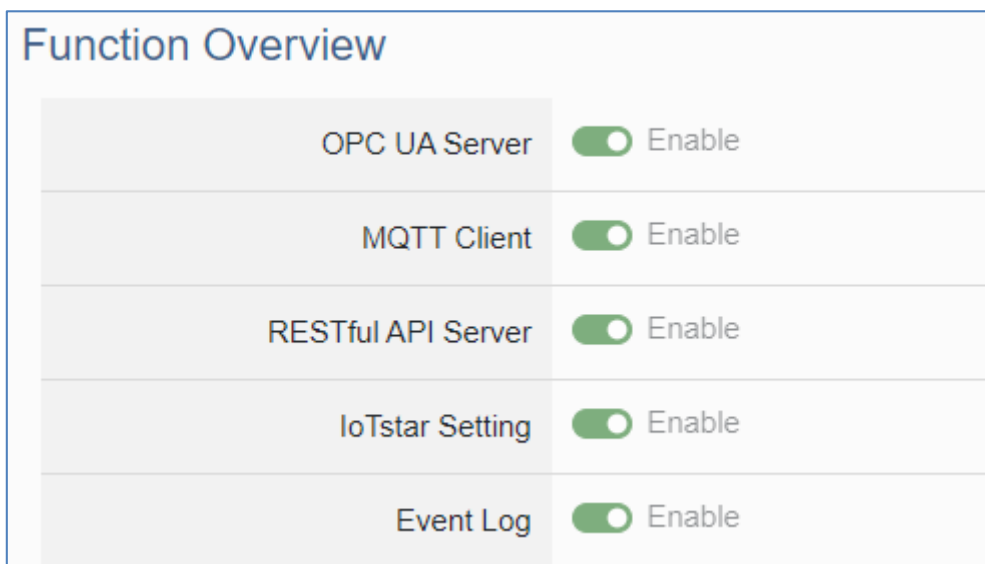 Function Overview
OPC UA Server Enable
MQTT Client Enable
RESTful API Server Enable
IoTstar Setting Enable
Event Log Enable